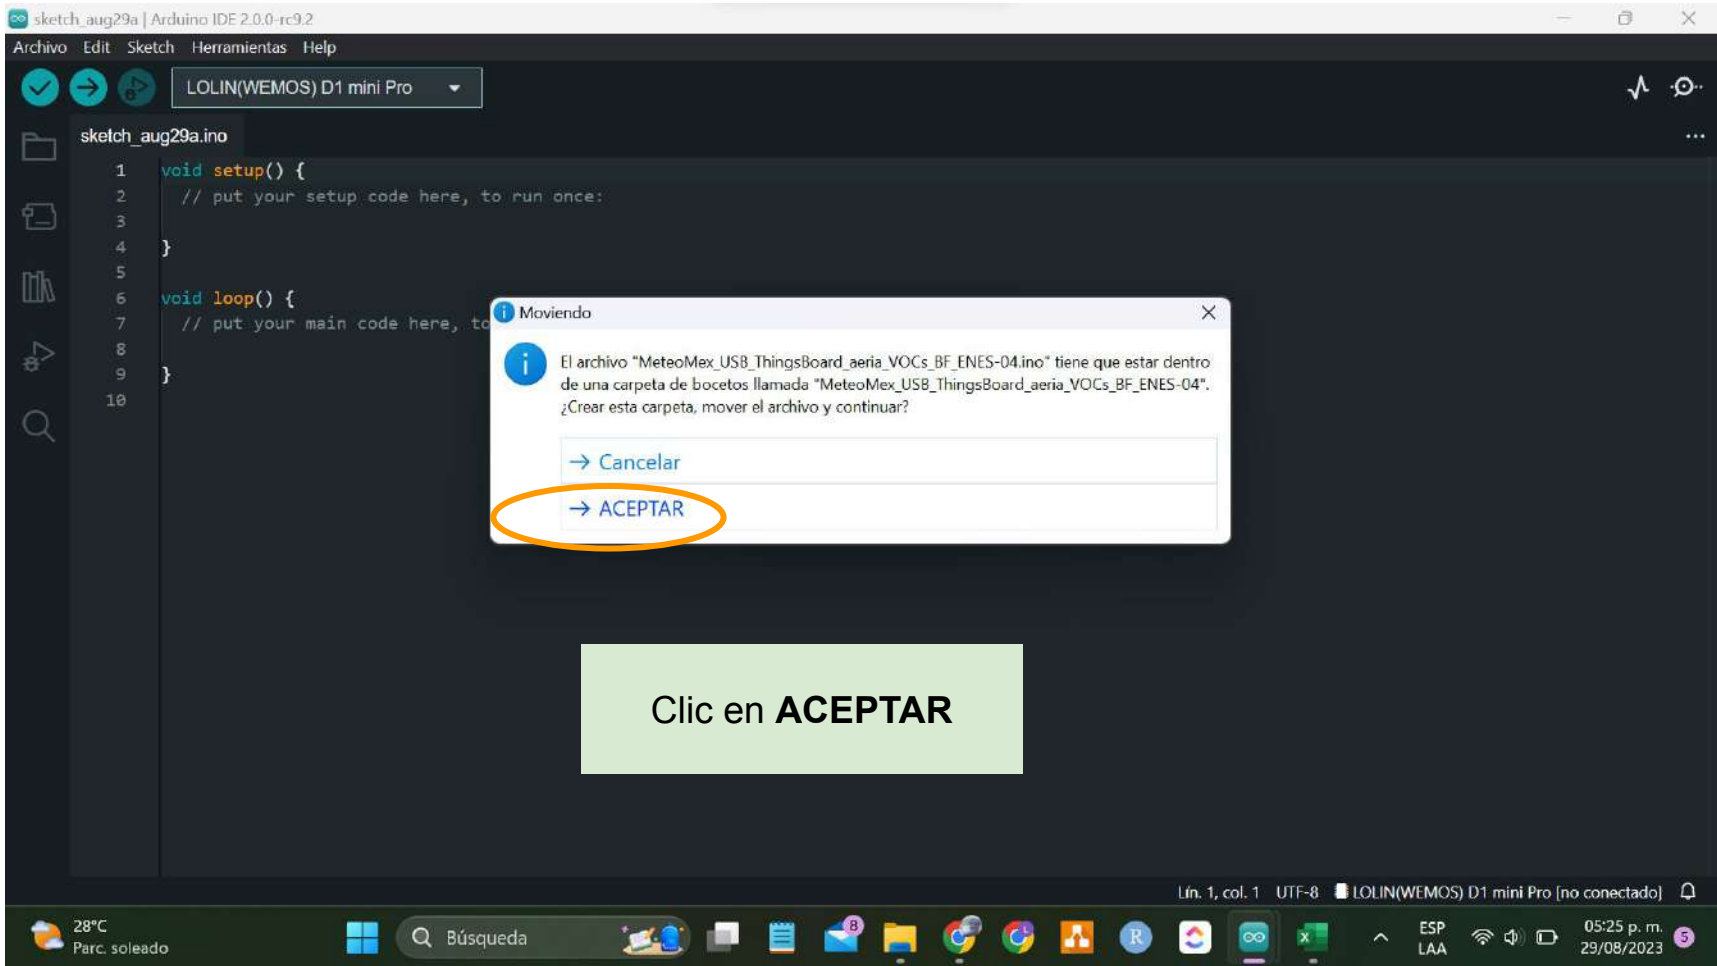 sketch_aug29a | Arduino IDE 2.0.0-rc9.2
Archivo Edit Sketch Herramientas Help
LOLIN(WEMOS) D1 mini Pro
sketch_aug29a.ino
1 void setup() {
2 // put your setup code here, to run once:
3
4 }
5
6 void loop() {
7 // put your main code here, to
8
9 }
10
Moviendo
El archivo "MeteoMex_USB_ThingsBoard_aeria_VOCs_BF_ENES-04.ino" tiene que estar dentro
de una carpeta de bocetos llamada "MeteoMex_USB_ThingsBoard_aeria_VOCs_BF_ENES-04".
¿Crear esta carpeta, mover el archivo y continuar?
→ Cancelar
→ ACEPTAR
Clic en ACEPTAR
Lín. 1, col. 1 UTF-8 LOLIN(WEMOS) D1 mini Pro [no conectado]
28°C
Parc. soleado
Búsqueda
8
R
x
ESP
LAA
05:25 p. m.
29/08/2023
5